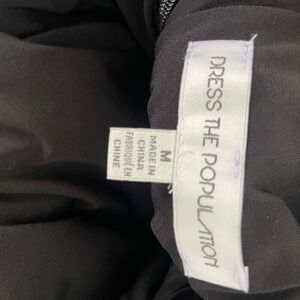 DRESS THE POPULATION
M
MADE IN
CHINA
FABRIQUÉ EN
CHINE